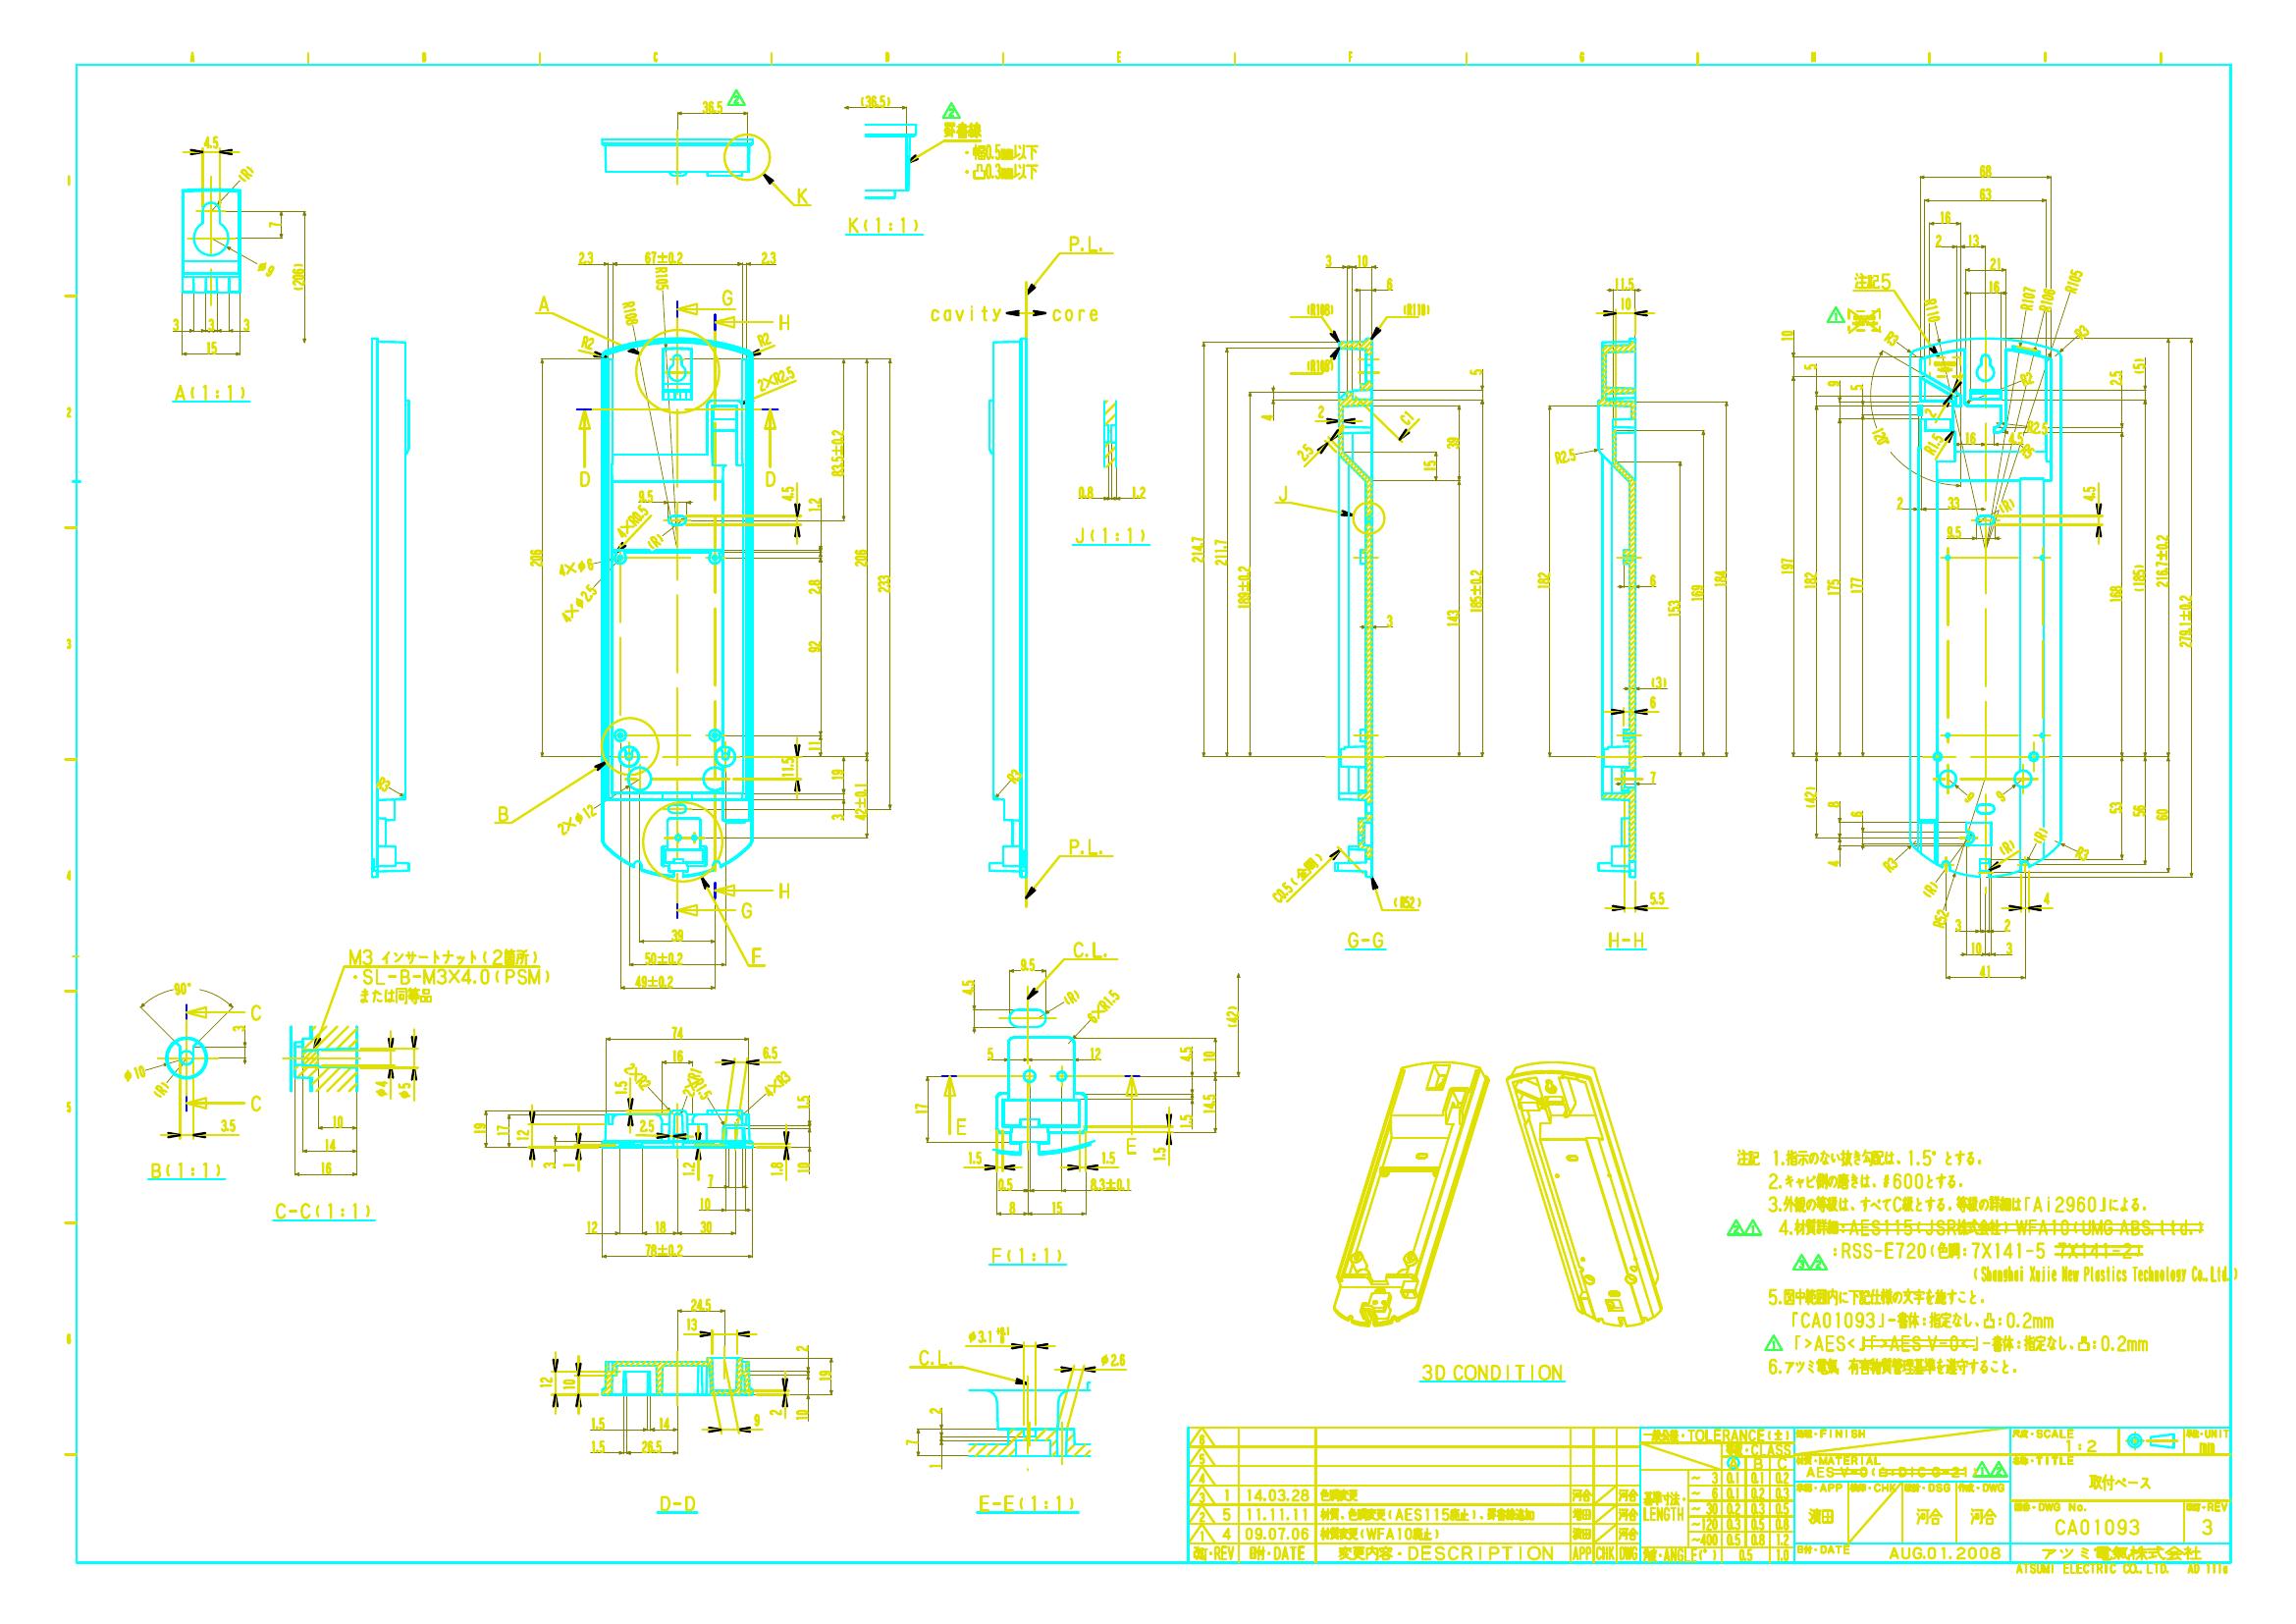 36.5
(36.5)
罫書線
・幅0.5mm以下
・凸0.3mm以下
K
K(1:1)
4.5
(R)
7
(206)
φ9
3 3 3
15
A(1:1)
2.3 67±0.2 2.3
R108
R105
A
G
H
R2
R2
2×R2.5
D
D
9.5
4×R0.5
(R)
4.5
1.2
83.5±0.2
206
206
233
4×φ6
4×φ2.5
2.8
92
11
11.5
19
3
42±0.1
B
2×φ12
H
G
F
39
50±0.2
49±0.2
R3
P.L.
cavity
core
R3
P.L.
0.8 1.2
J(1:1)
3 10
6
(R108)
(R110)
5
4
2
C1
2.5
39
15
J
214.7
211.7
189±0.2
3
143
185±0.2
C0.5(全周)
(R52)
G-G
11.5
10
R2.5
182
6
153
169
184
(3)
6
7
5.5
H-H
68
63
16
2 13
21
16
注記5
R110
R107
R106
R105
R3
R3
10
5
9
5
120°
2
R1.5
R2
R2.5
16 4.5
(5)
2.5
2 33
(R)
4.5
9.5
197
182
175
177
168
(185)
216.7±0.2
279.1±0.2
(42)
8
6
4
53
56
60
R3
(R)
R52
(R)
(R)
R3
3 2
4
10 3
41
M3 インサートナット(2箇所)
・SL-B-M3×4.0(PSM)
または同等品
90°
C
3
φ10
(R)
C
3.5
B(1:1)
φ4
φ5
10
14
16
C-C(1:1)
74
16
6.5
1.5
2×R2
4×R3
1.5
19
17
12
2.5
3
1
1.2
1.8
10
7
10
12 18 30
78±0.2
C.L.
9.5
4.5
(R)
6×R1.5
(42)
5 12
4.5
10
17
E
E
1.5
14.5
1.5
1.5
1.5
0.5
8.3±0.1
8 15
F(1:1)
24.5
13
2
19
12
10
2
10
1.5 14
9
1.5 26.5
D-D
φ3.1
φ2.6
C.L.
2
7
1
E-E(1:1)
3D CONDITION
注記 1.指示のない抜き勾配は、1.5°とする。
2.キャビ側の磨きは、#600とする。
3.外観の等級は、すべてC級とする。等級の詳細は「Ai2960」による。
4.材質詳細:AES115(JSR株式会社) WFA10(UMG ABS,Ltd.)
:RSS-E720(色調:7X141-5 7X141-2)
(Shanghai Xujie New Plastics Technology Co.,Ltd.)
5.図中範囲内に下記仕様の文字を施すこと。
「CA01093」-書体:指定なし、凸:0.2mm
「>AES<」「>AES V-0<」-書体:指定なし、凸:0.2mm
6.アツミ電氣 有害物質管理基準を遵守すること。
3 1 14.03.28 色調変更 河合 河合
2 5 11.11.11 材質、色調変更(AES115廃止)、罫書線追加 増田 河合
1 4 09.07.06 材質変更(WFA10廃止) 濱田 河合
改訂・REV 日付・DATE 変更内容・DESCRIPTION APP CHK DWG
一般公差・TOLERANCE(±)
等級・CLASS
A B C
基準寸法・LENGTH
~ 3 0.1 0.1 0.2
~ 6 0.1 0.2 0.3
~ 30 0.2 0.3 0.5
~120 0.3 0.5 0.8
~400 0.5 0.8 1.2
角度・ANGLE(°) 0.5 1.0
FINISH
材質・MATERIAL
AES V-0(白:DIC G-21)
承認・APP 検図・CHK 設計・DSG 作成・DWG
濱田 河合 河合
日付・DATE AUG.01.2008
尺度・SCALE
1:2
単位・UNIT
mm
名称・TITLE
取付ベース
図番・DWG No.
CA01093
改訂・REV
3
アツミ電氣株式会社
ATSUMI ELECTRIC CO.,LTD. AD 111a